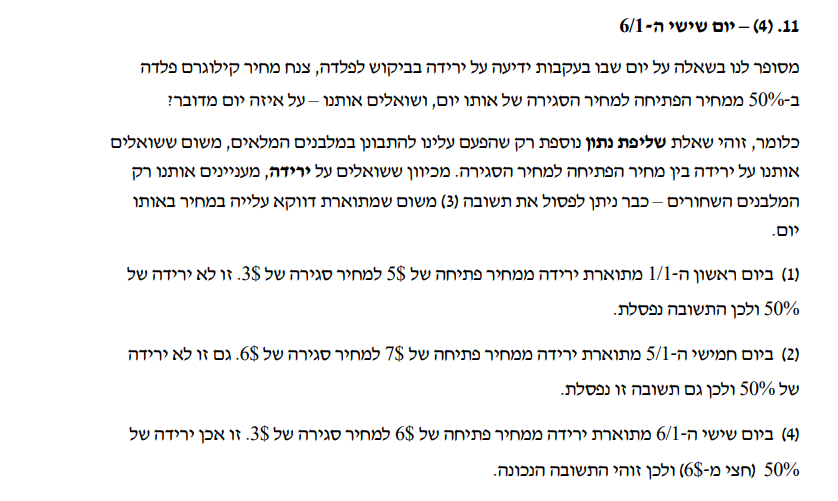 11. (4) – יום שישי ה-6/1
מסופר לנו בשאלה על יום שבו בעקבות ידיעה על ירידה בביקוש לפלדה, צנח מחיר קילוגרם פלדה
ב-50% ממחיר הפתיחה למחיר הסגירה של אותו יום, ושואלים אותנו – על איזה יום מדובר?
כלומר, זוהי שאלת שליפת נתון נוספת רק שהפעם עלינו להתבונן במלבנים המלאים, משום ששואלים
אותנו על ירידה בין מחיר הפתיחה למחיר הסגירה. מכיוון ששואלים על ירידה, מעניינים אותנו רק
המלבנים השחורים – כבר ניתן לפסול את תשובה (3) משום שמתוארת דווקא עלייה במחיר באותו
יום.
(1) ביום ראשון ה-1/1 מתוארת ירידה ממחיר פתיחה של 5$ למחיר סגירה של 3$. זו לא ירידה של
50% ולכן התשובה נפסלת.
(2) ביום חמישי ה-5/1 מתוארת ירידה ממחיר פתיחה של 7$ למחיר סגירה של 6$. גם זו לא ירידה
של 50% ולכן גם תשובה זו נפסלת.
(4) ביום שישי ה-6/1 מתוארת ירידה ממחיר פתיחה של 6$ למחיר סגירה של 3$. זו אכן ירידה של
50% (חצי מ-6$) ולכן זוהי התשובה הנכונה.